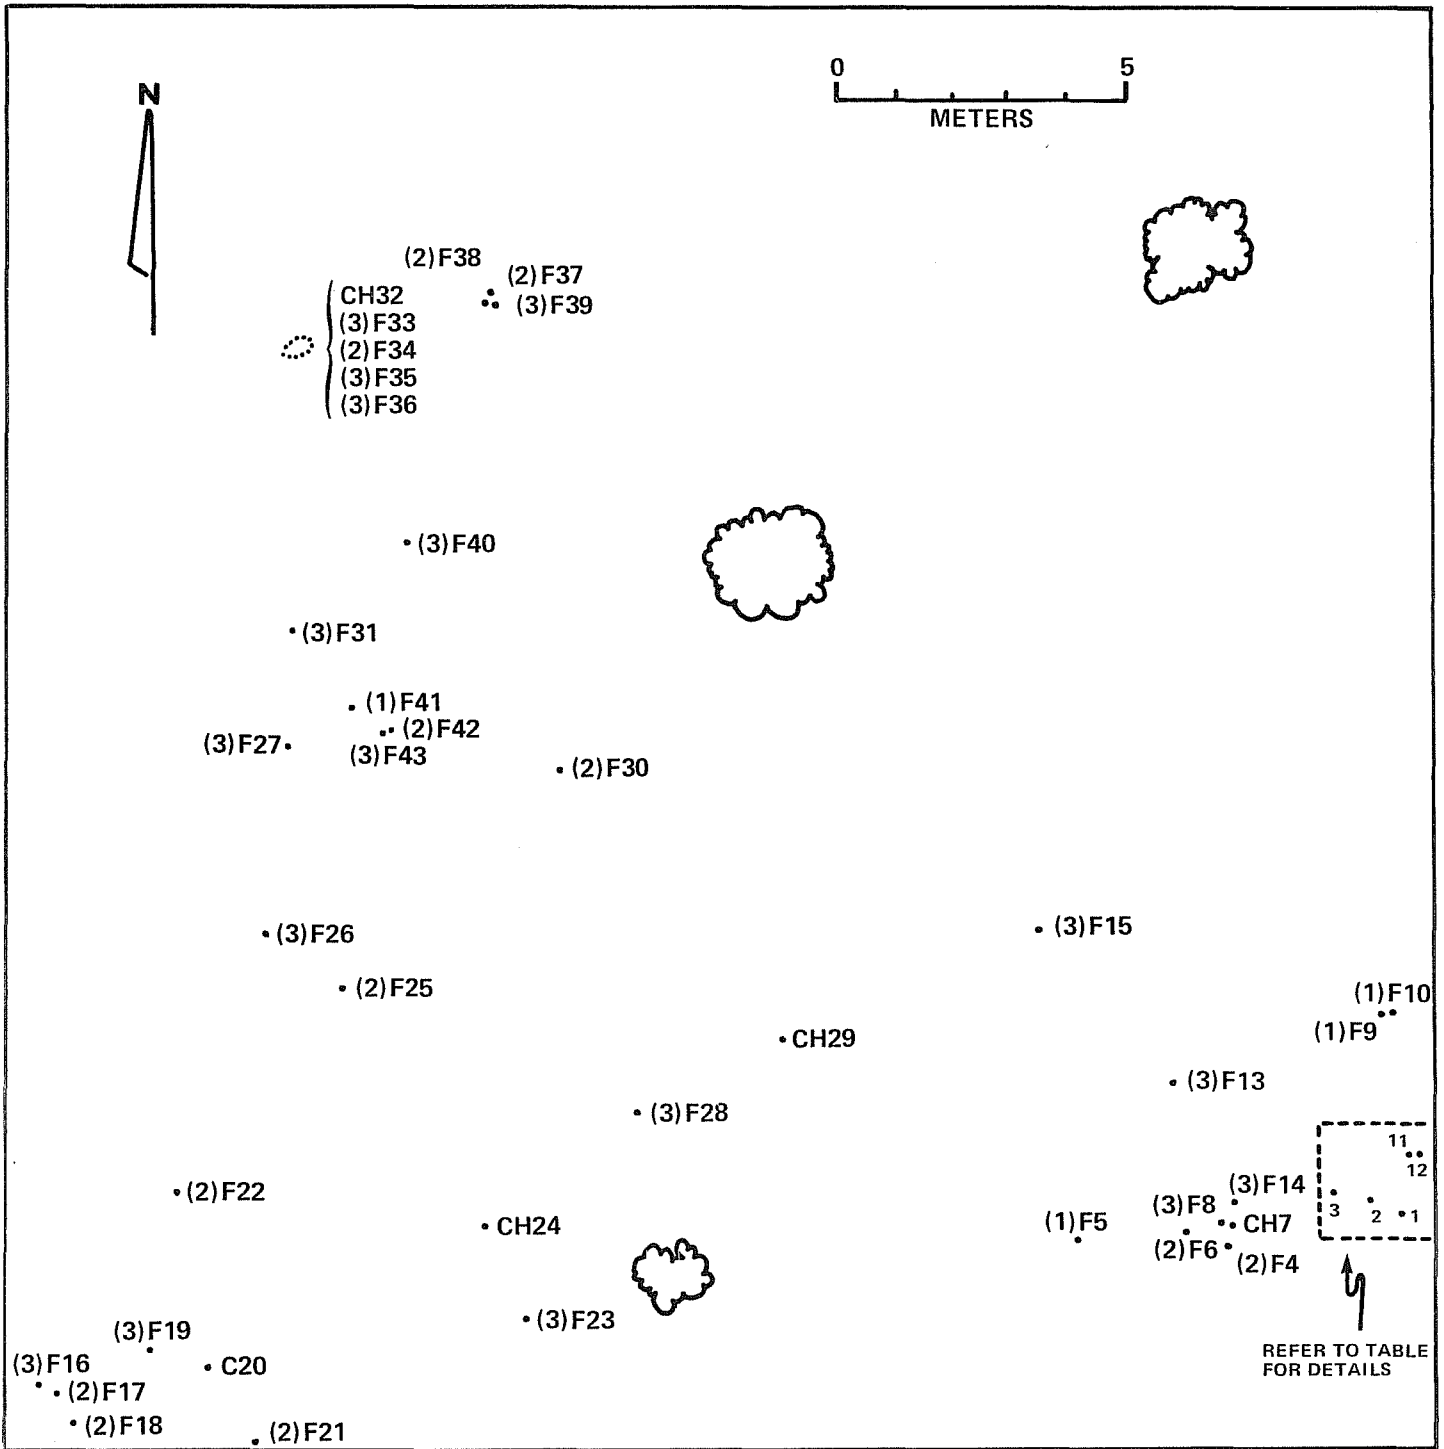 N
0 5
METERS
(2)F38
(2)F37
(3)F39
CH32
(3)F33
(2)F34
(3)F35
(3)F36
(3)F40
(3)F31
(1)F41
(2)F42
(3)F27
(3)F43
(2)F30
(3)F26
(3)F15
(2)F25
(1)F10
(1)F9
CH29
(3)F13
(3)F28
11
12
(2)F22
(3)F14
(3)F8
3
2
1
CH24
(1)F5
CH7
(2)F6
(2)F4
(3)F23
(3)F19
REFER TO TABLE
FOR DETAILS
(3)F16
C20
(2)F17
(2)F18
(2)F21